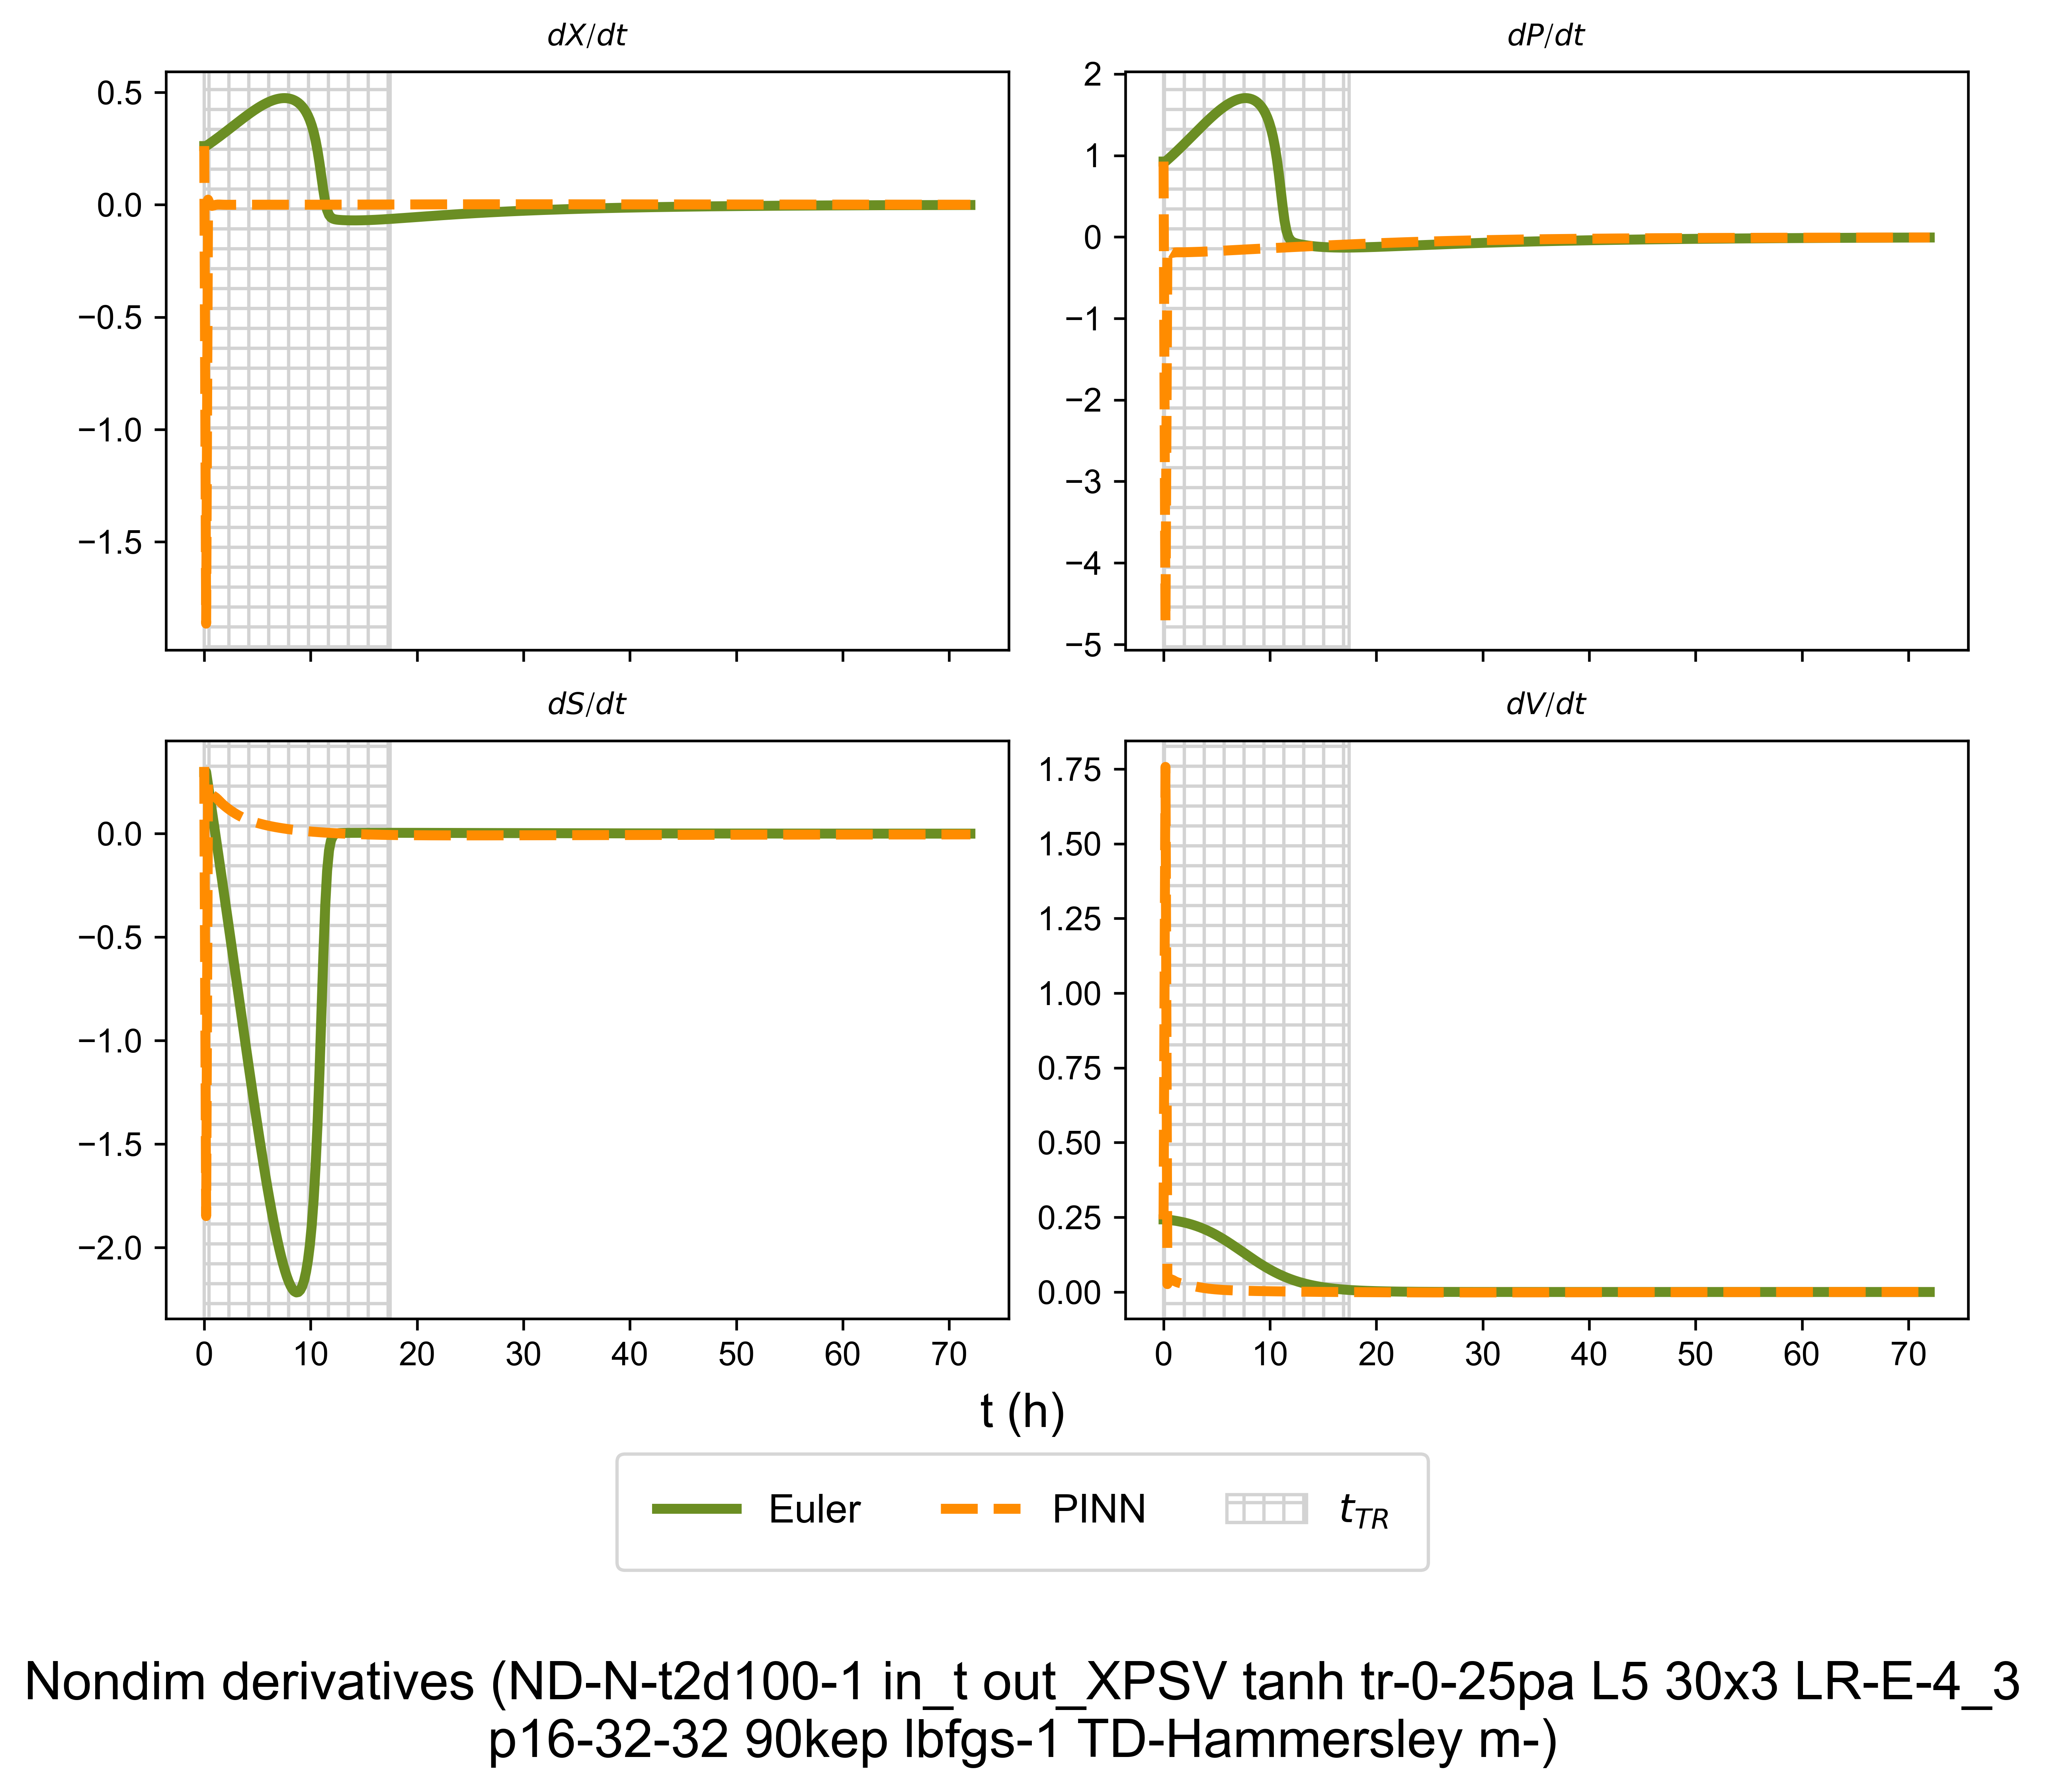 dX/dt
dP/dt
0.5
0.0
−0.5
−1.0
−1.5
2
1
0
−1
−2
−3
−4
−5
dS/dt
dV/dt
0.0
−0.5
−1.0
−1.5
−2.0
0 10 20 30 40 50 60 70
1.75
1.50
1.25
1.00
0.75
0.50
0.25
0.00
0 10 20 30 40 50 60 70
t (h)
Euler PINN t_TR
Nondim derivatives (ND-N-t2d100-1 in_t out_XPSV tanh tr-0-25pa L5 30x3 LR-E-4_3
p16-32-32 90kep lbfgs-1 TD-Hammersley m-)